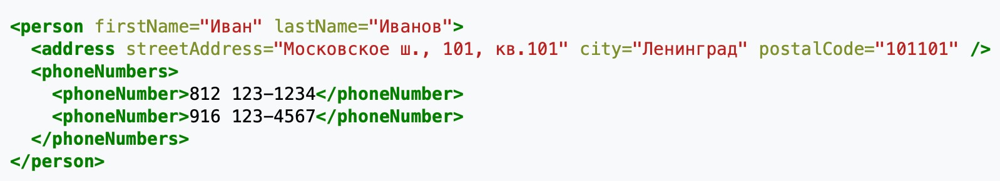 <person firstName="Иван" lastName="Иванов">
  <address streetAddress="Московское ш., 101, кв.101" city="Ленинград" postalCode="101101" />
  <phoneNumbers>
    <phoneNumber>812 123-1234</phoneNumber>
    <phoneNumber>916 123-4567</phoneNumber>
  </phoneNumbers>
</person>